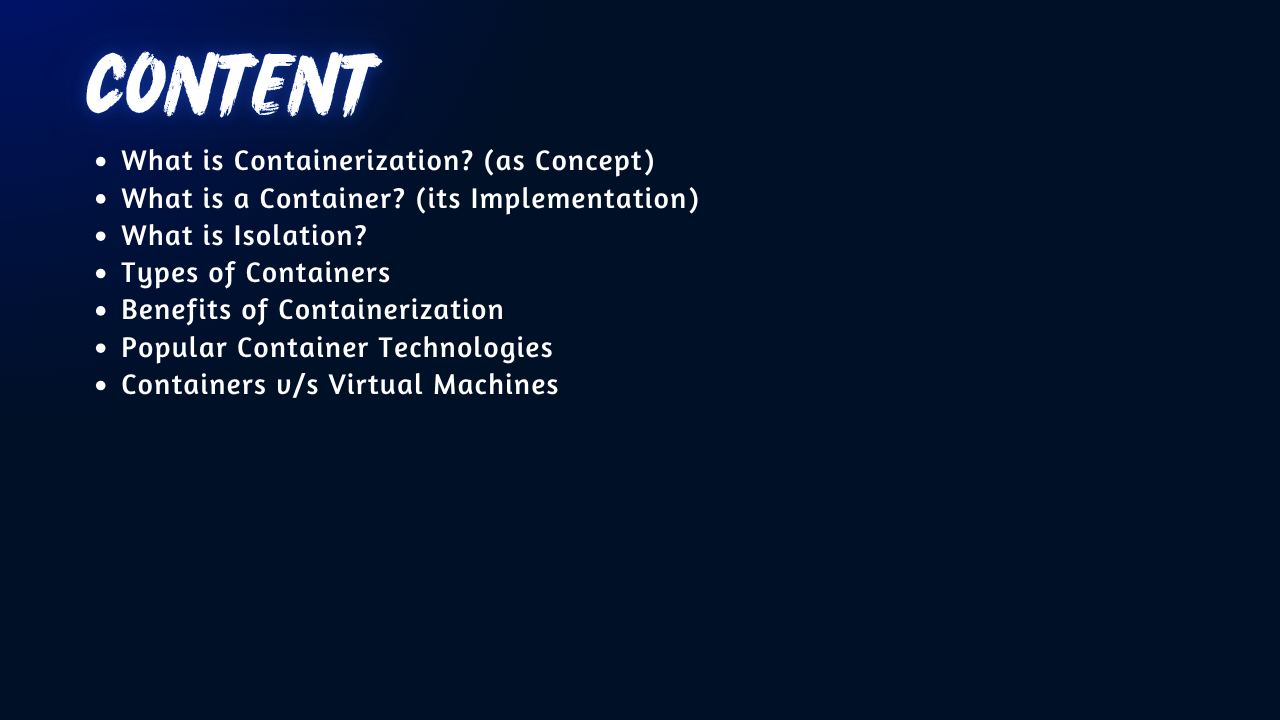 CONTENT
• What is Containerization? (as Concept)
• What is a Container? (its Implementation)
• What is Isolation?
• Types of Containers
• Benefits of Containerization
• Popular Container Technologies
• Containers v/s Virtual Machines